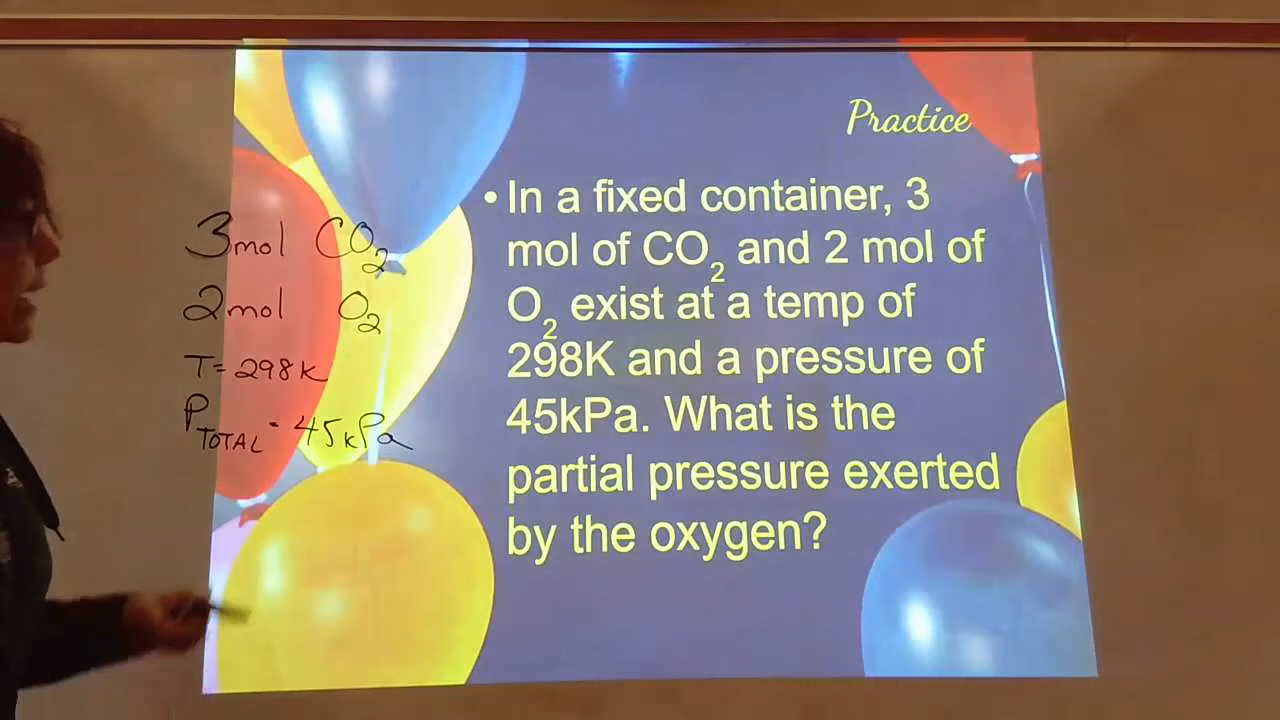 Practice
• In a fixed container, 3
mol of CO₂ and 2 mol of
O₂ exist at a temp of
298K and a pressure of
45kPa. What is the
partial pressure exerted
by the oxygen?
3mol CO₂
2mol O₂
T=298K
P TOTAL = 45kPa